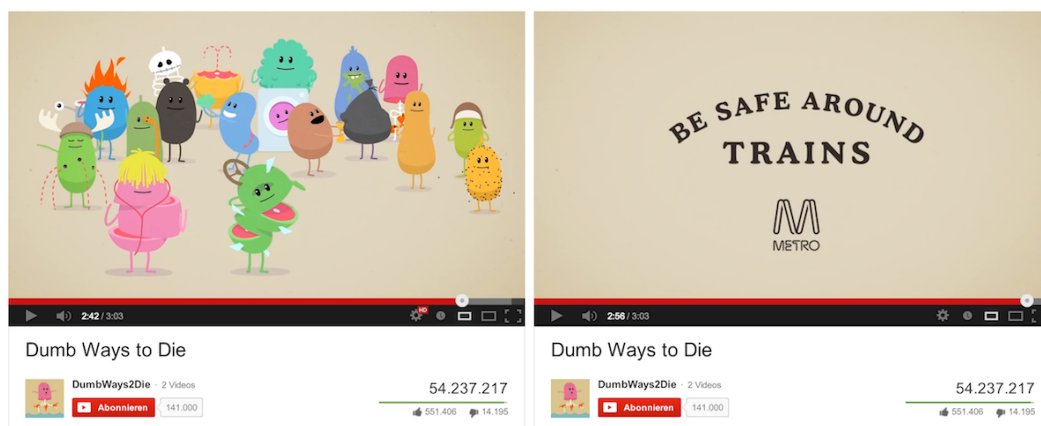 2:42 / 3:03
HD
Dumb Ways to Die
DumbWays2Die · 2 Videos
Abonnieren
141.000
54.237.217
551.406
14.195
BE SAFE AROUND
TRAINS
METRO
2:56 / 3:03
Dumb Ways to Die
DumbWays2Die · 2 Videos
Abonnieren
141.000
54.237.217
551.406
14.195